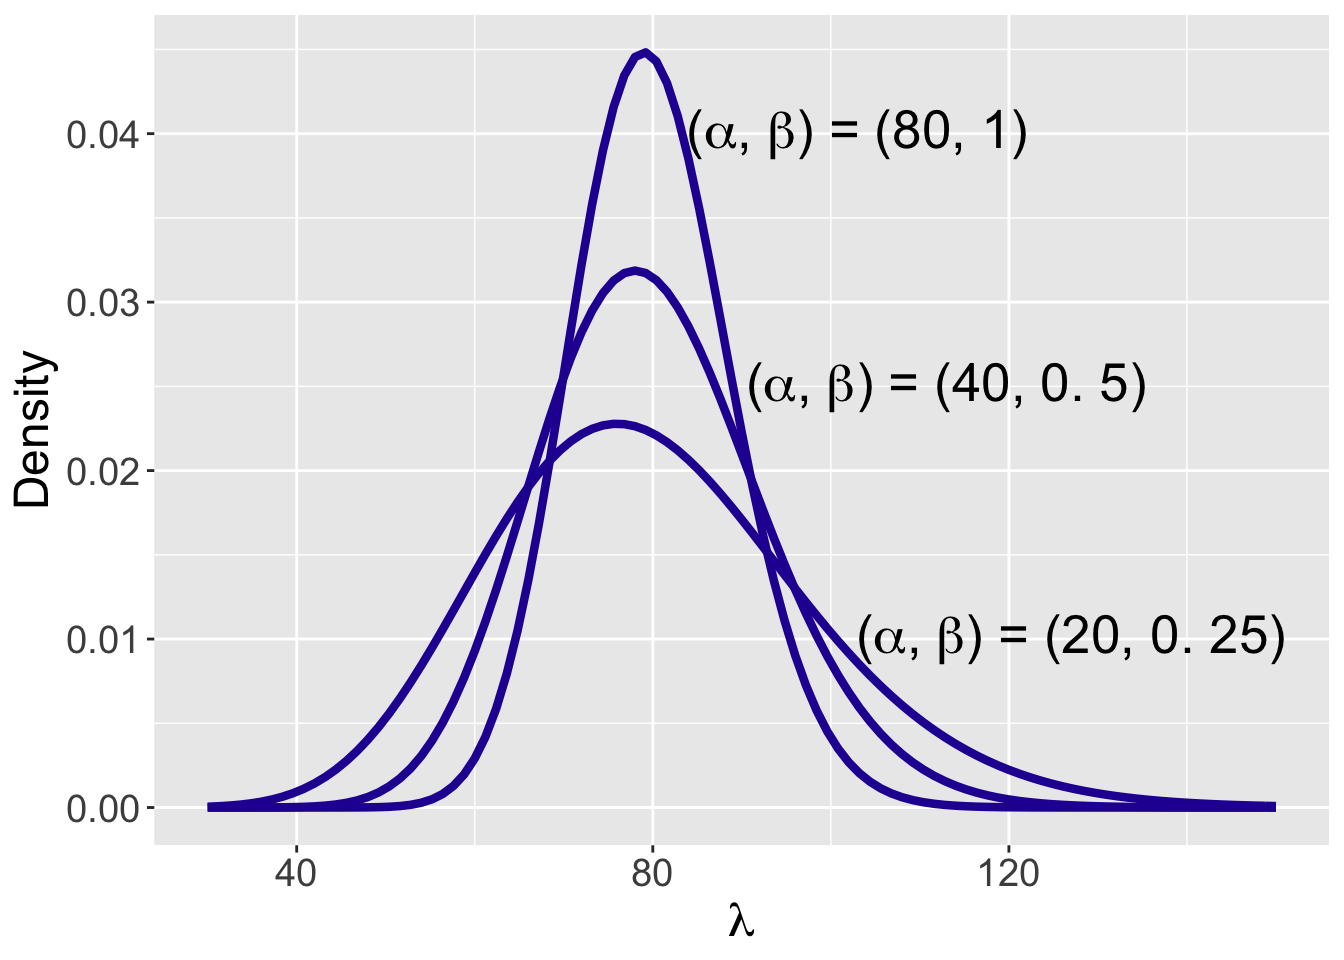 (α, β) = (80, 1)
(α, β) = (40, 0. 5)
(α, β) = (20, 0. 25)
0.04
0.03
0.02
0.01
0.00
Density
40 80 120
λ